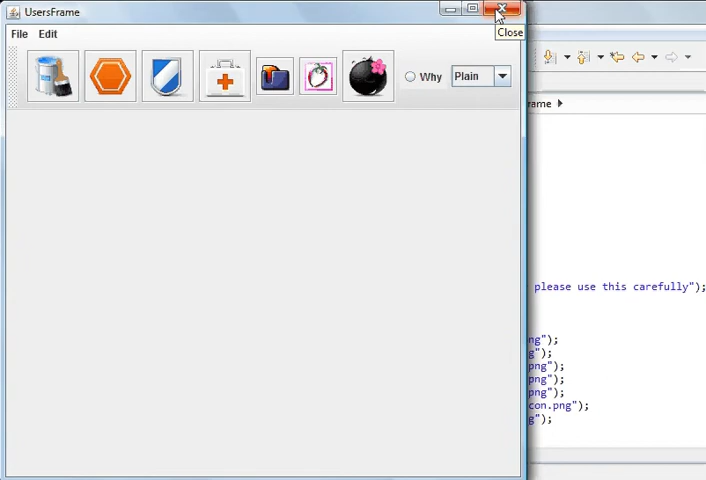 UsersFrame
Close
File Edit
Why Plain
rame
please use this carefully");
ng");
g");
png");
png");
png");
con.png");
g");